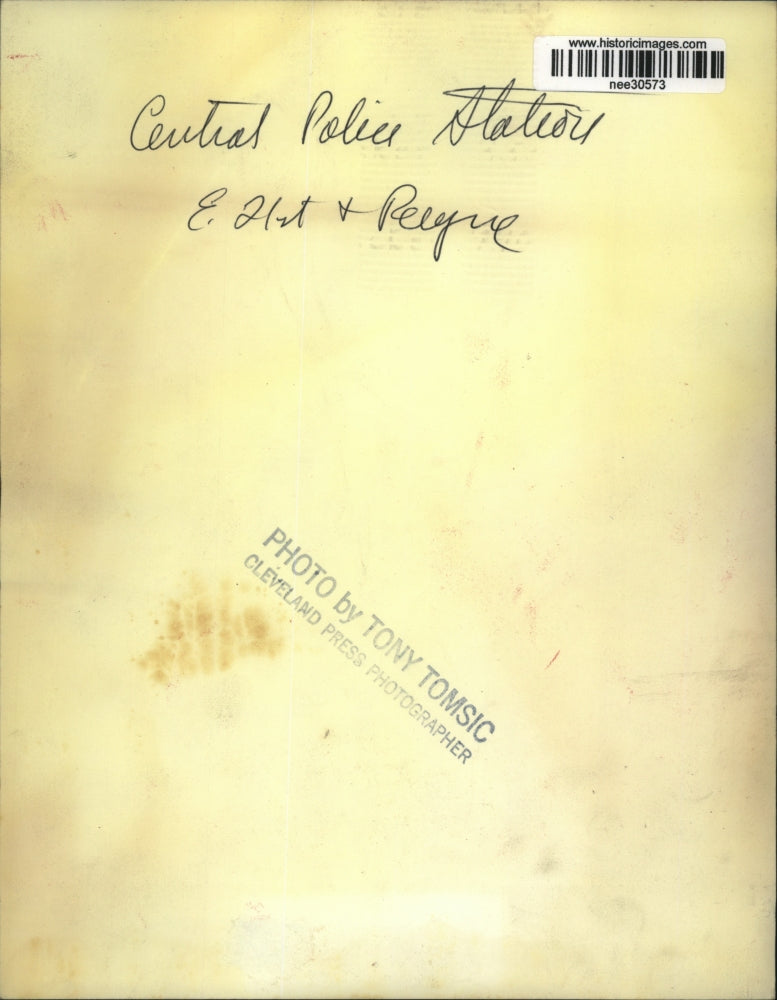 www.historicimages.com
nee30573
Central Police Station
E. 21st + Payne
PHOTO by TONY TOMSIC
CLEVELAND PRESS PHOTOGRAPHER